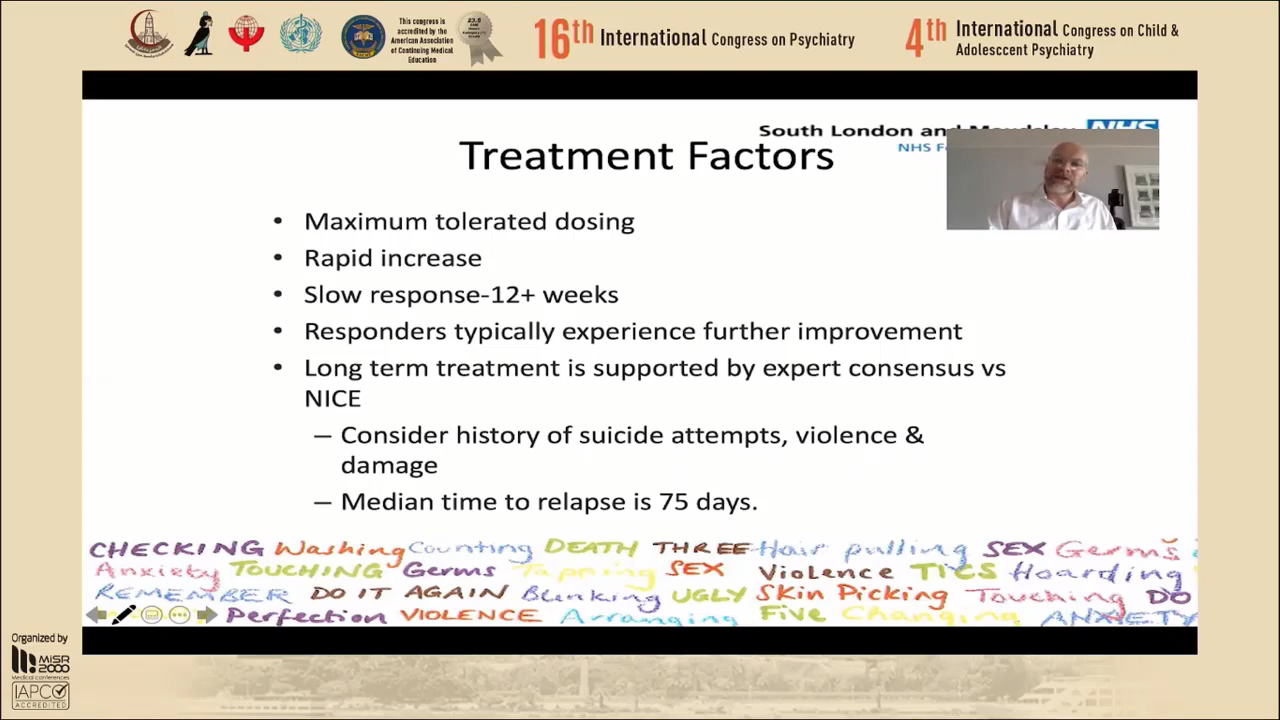 This congress is
accredited by the
American Association
of Continuing Medical
Education
16th International Congress on Psychiatry
4th International Congress on Child &
Adolesccent Psychiatry
South London and
NHS
NHS
Treatment Factors
• Maximum tolerated dosing
• Rapid increase
• Slow response-12+ weeks
• Responders typically experience further improvement
• Long term treatment is supported by expert consensus vs
NICE
– Consider history of suicide attempts, violence &
damage
– Median time to relapse is 75 days.
CHECKING Washing Counting DEATH THREE Hair pulling SEX Germs
Anxiety TOUCHING Germs Tapping SEX Violence TICS Hoarding
REMEMBER DO IT AGAIN Blinking UGLY Skin Picking Touching DO
Perfection VIOLENCE Arranging FIVE Changing ANXIETY
Organized by
MISR
2000
Medical conferences
IAPCO
ACCREDITED